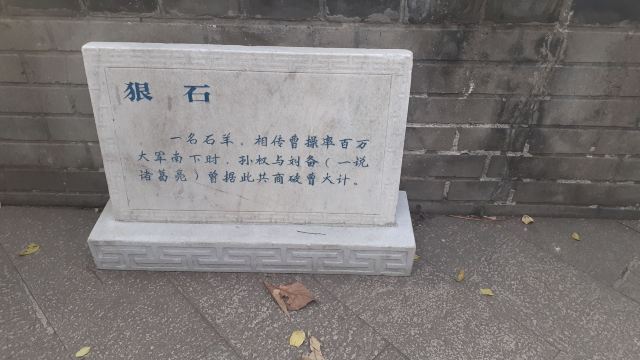 狠石
一名石羊，相传曹操率百万
大军南下时，孙权与刘备（一说
诸葛亮）曾据此共商破曹大计。